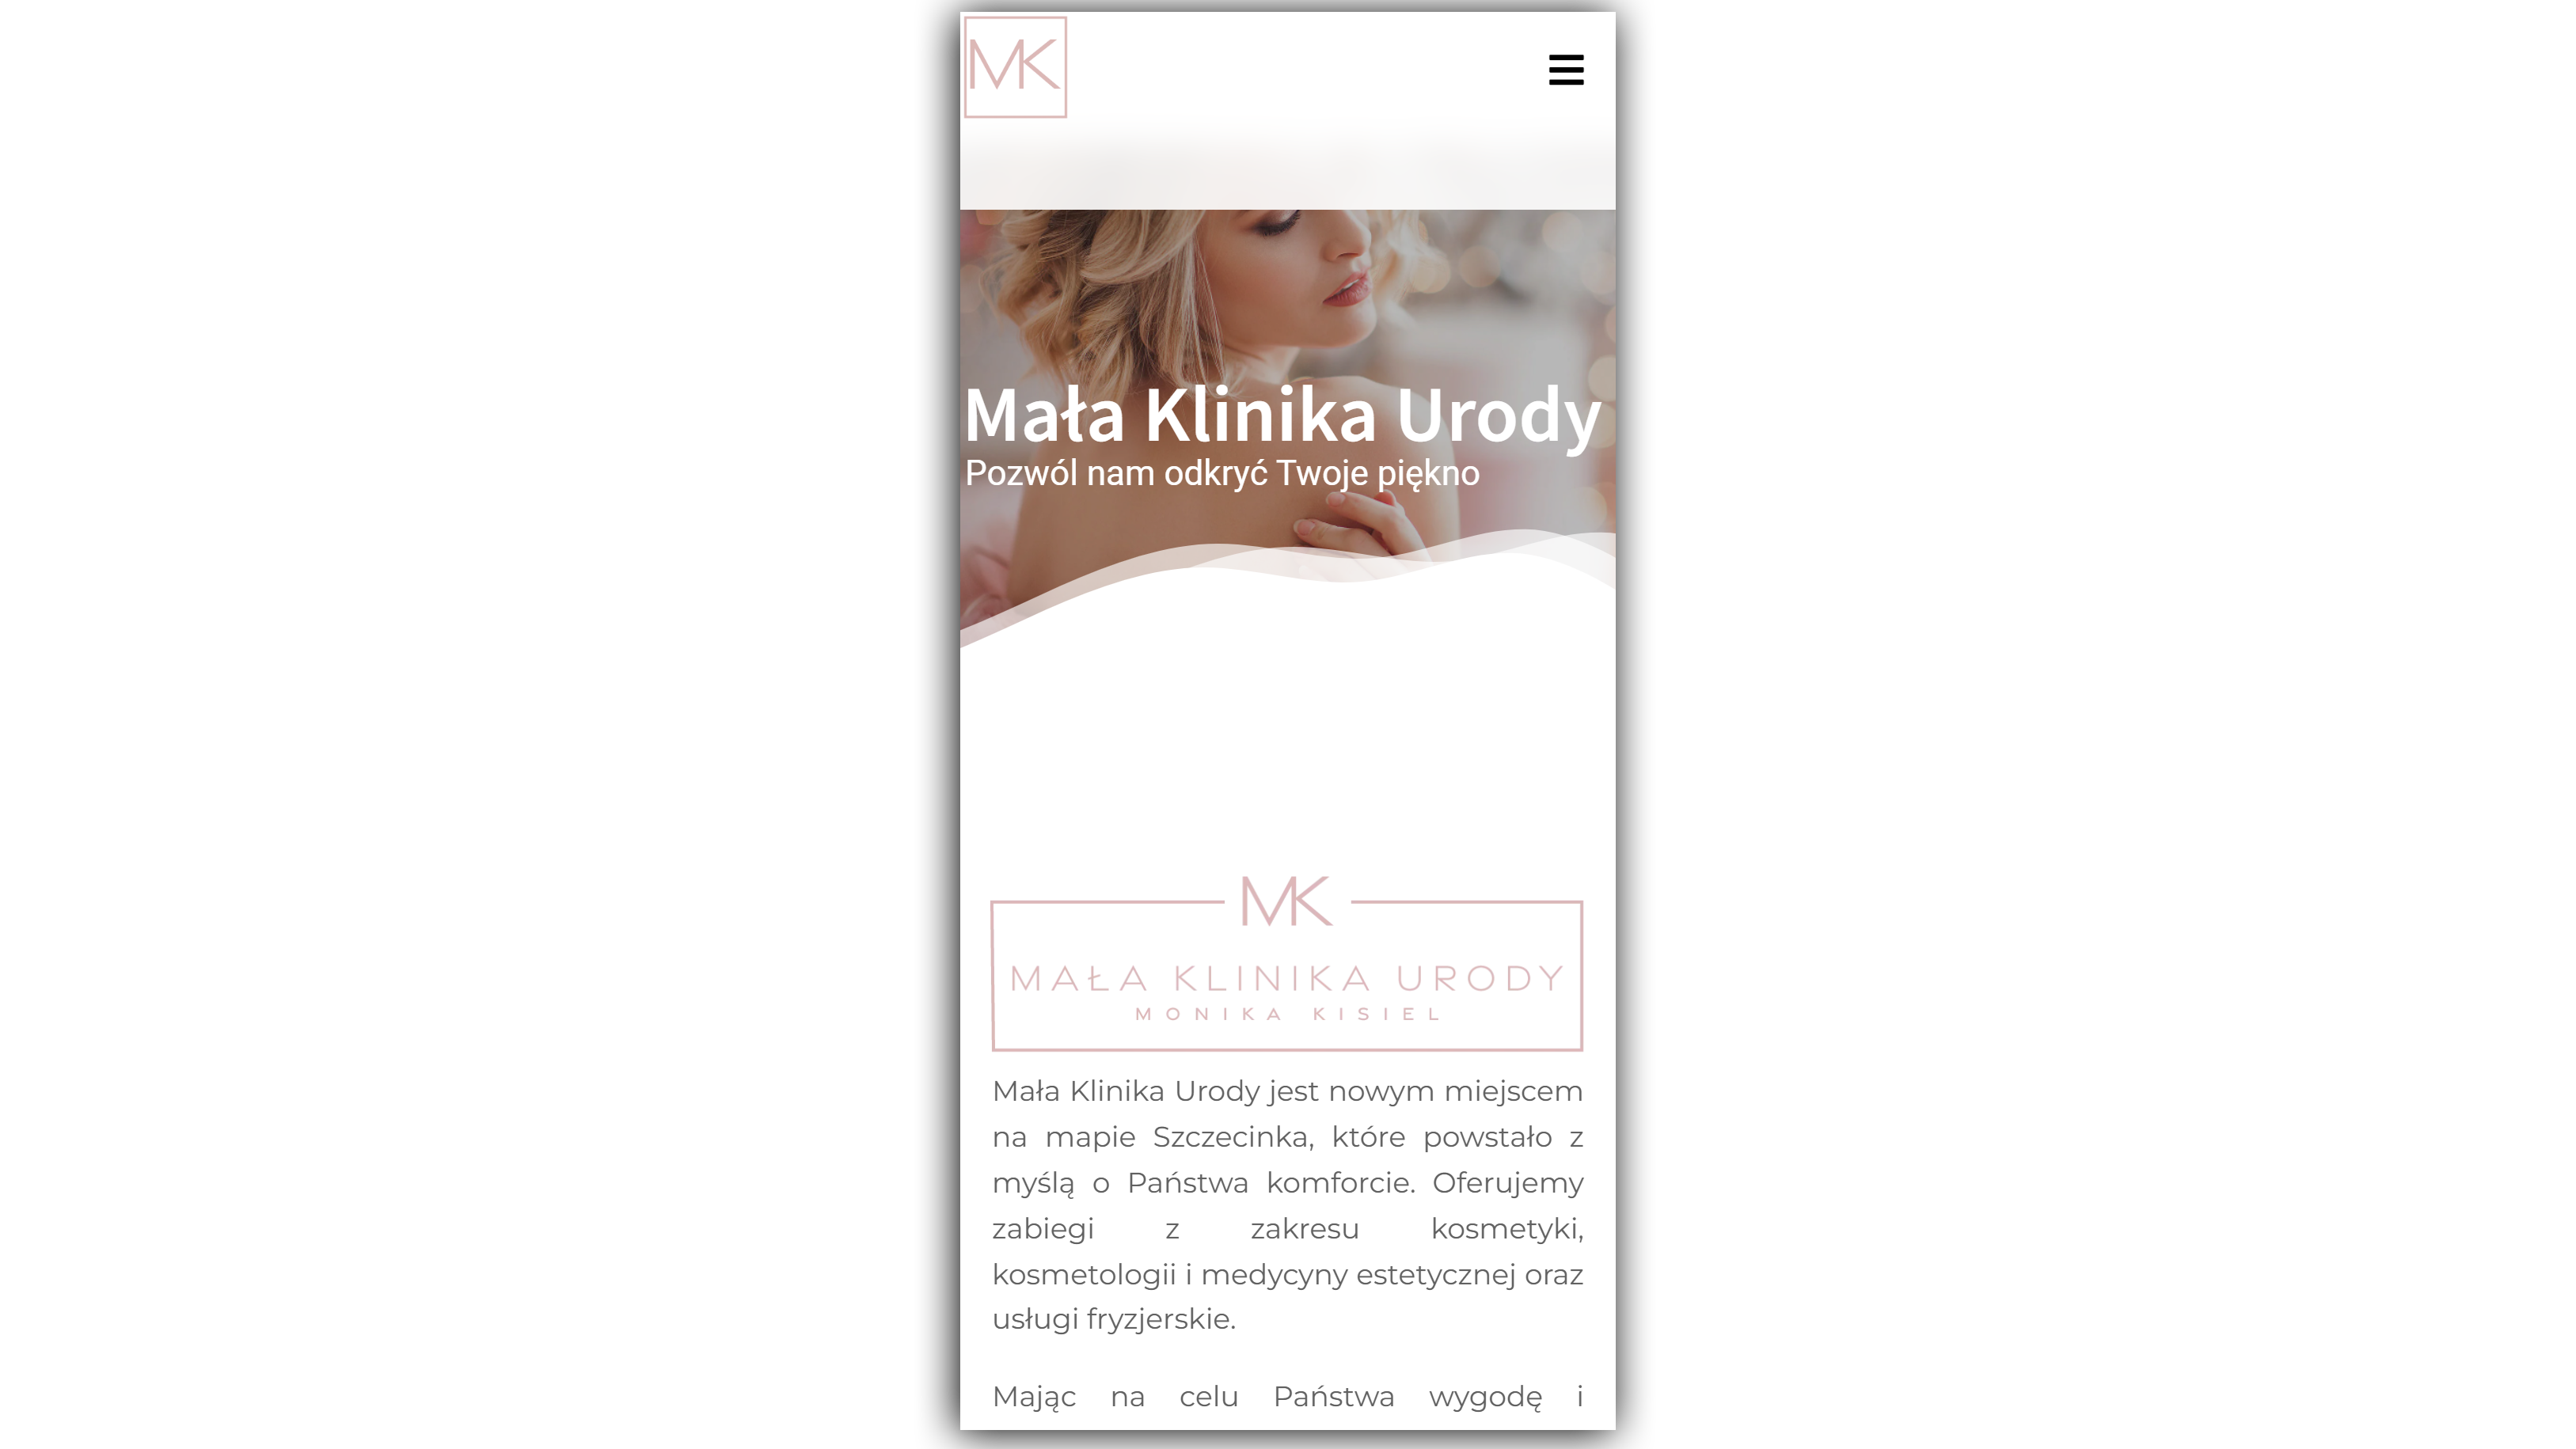 MK
Mała Klinika Urody
Pozwól nam odkryć Twoje piękno
MK
MAŁA KLINIKA URODY
MONIKA KISIEL
Mała Klinika Urody jest nowym miejscem
na mapie Szczecinka, które powstało z
myślą o Państwa komforcie. Oferujemy
zabiegi z zakresu kosmetyki,
kosmetologii i medycyny estetycznej oraz
usługi fryzjerskie.
Mając na celu Państwa wygodę i